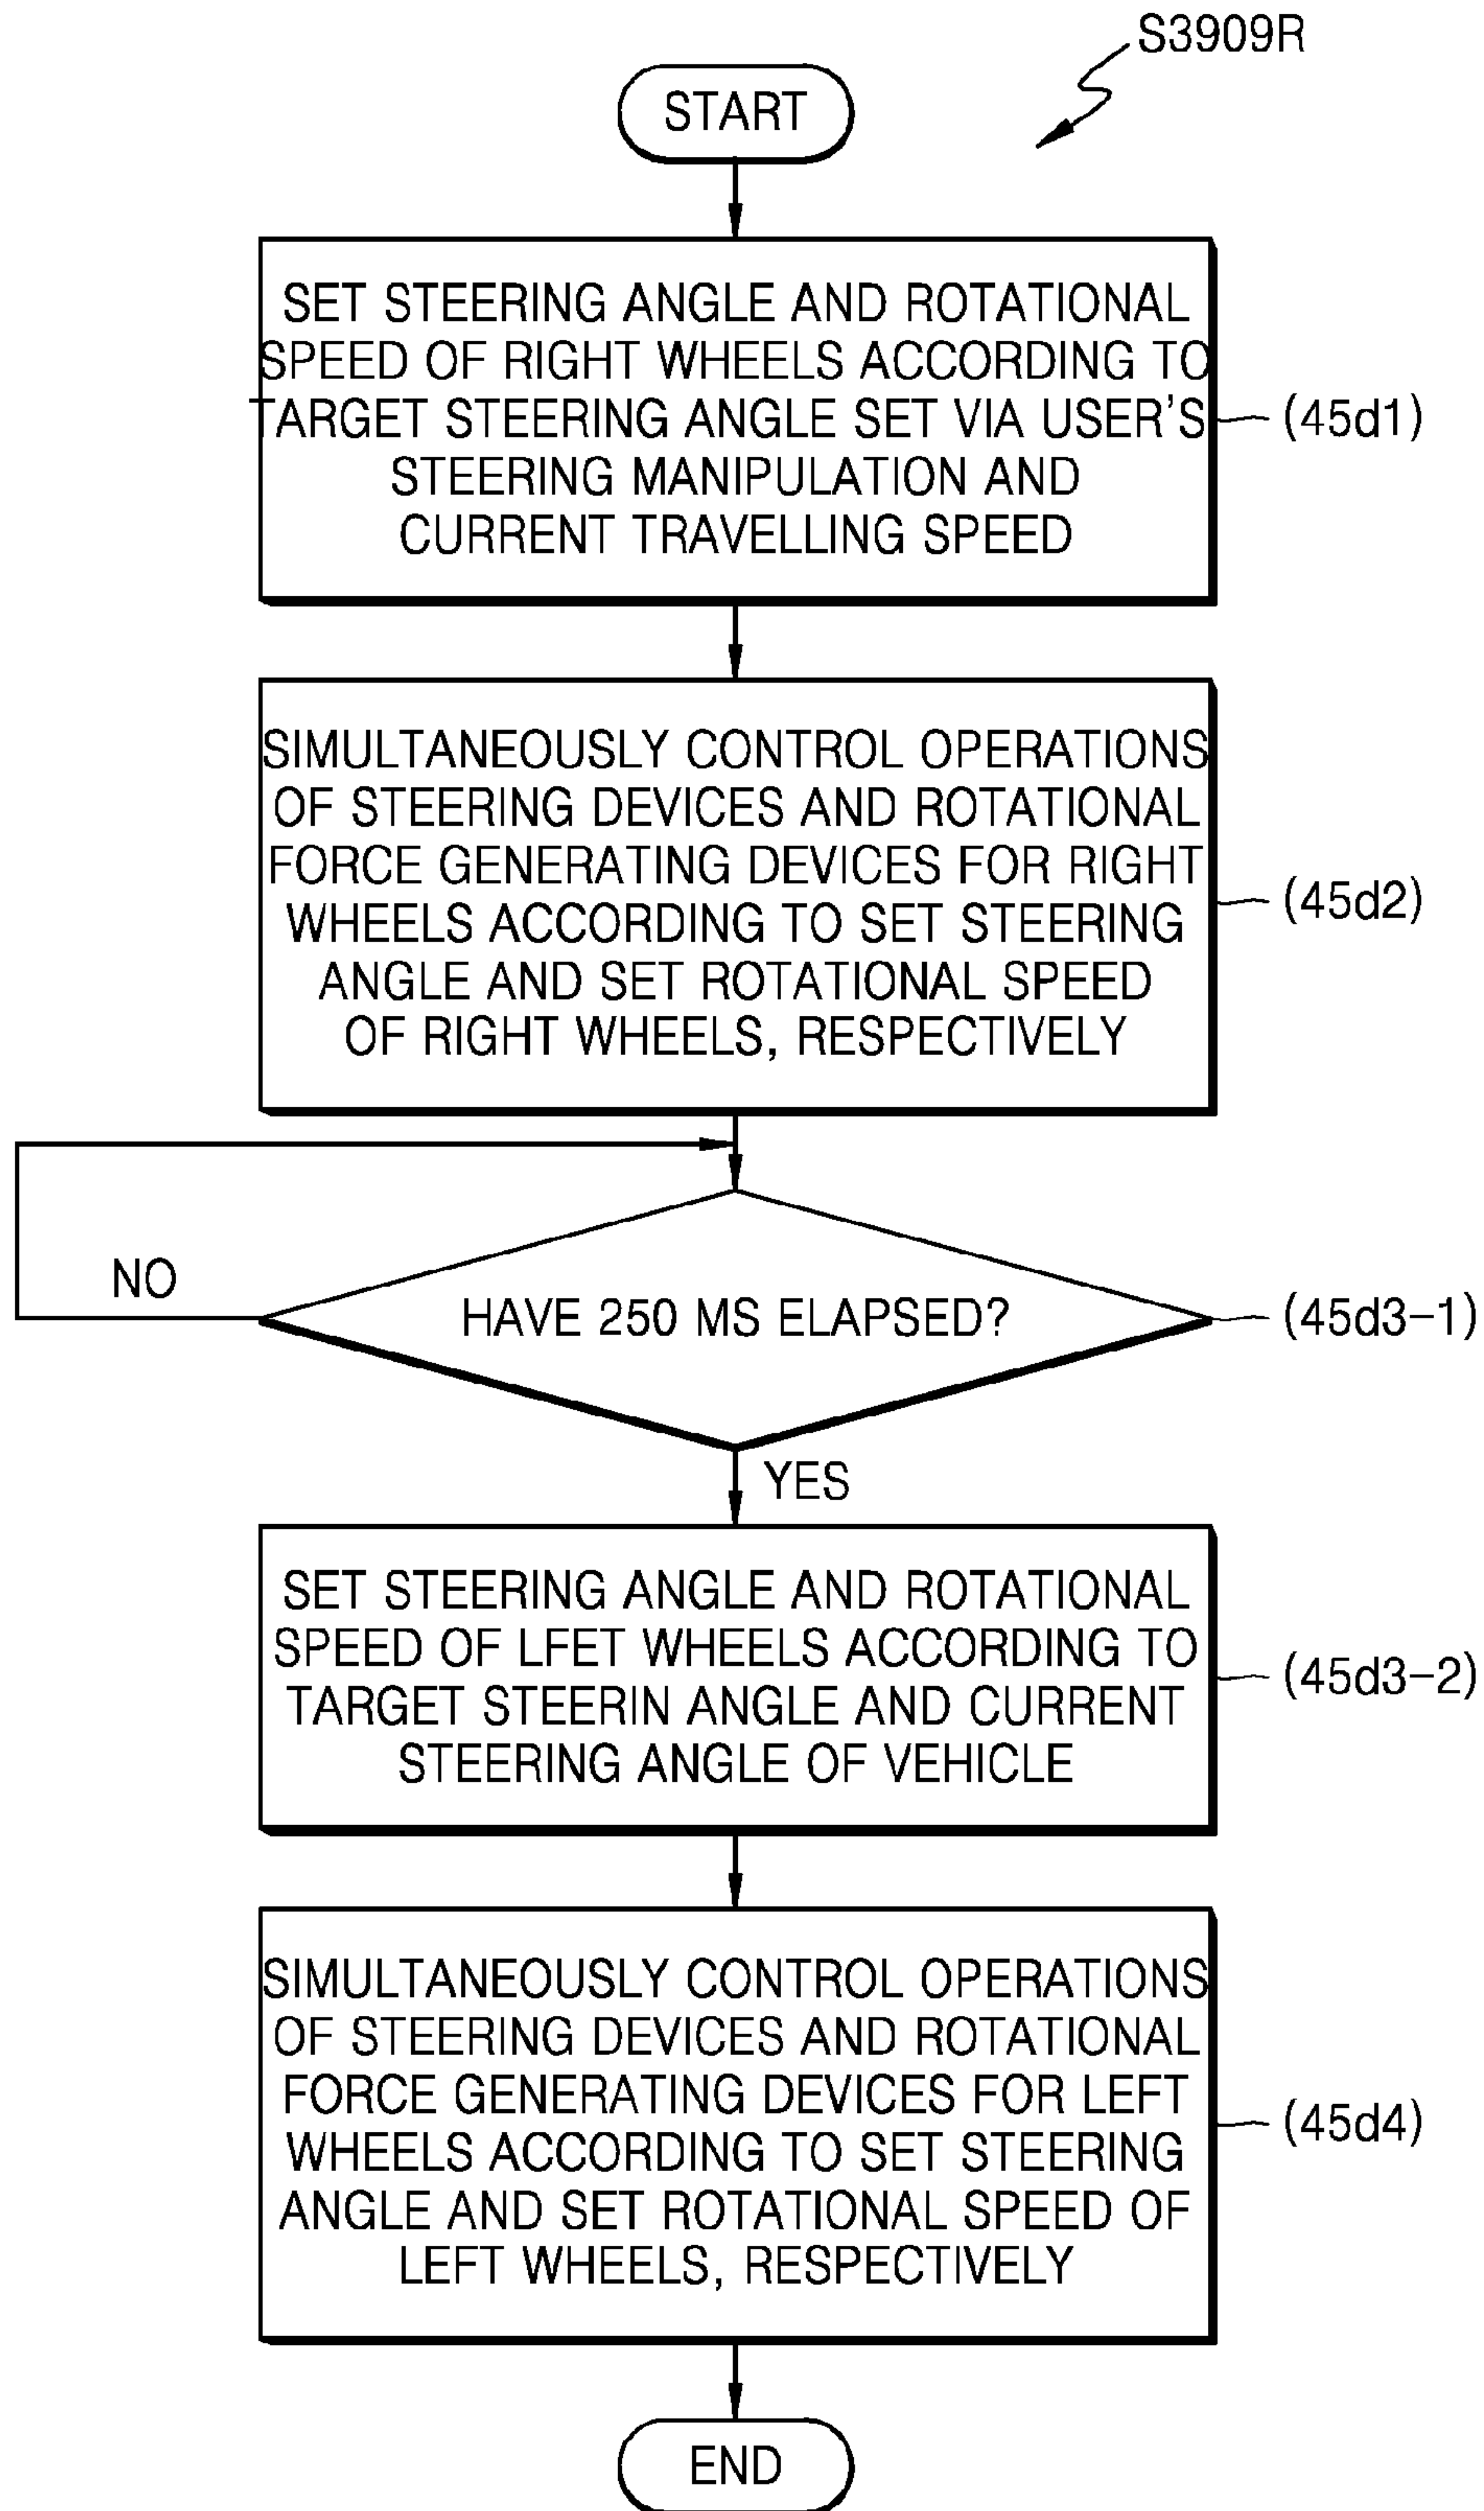 S3909R
START
SET STEERING ANGLE AND ROTATIONAL
SPEED OF RIGHT WHEELS ACCORDING TO
TARGET STEERING ANGLE SET VIA USER'S
STEERING MANIPULATION AND
CURRENT TRAVELLING SPEED
(45d1)
SIMULTANEOUSLY CONTROL OPERATIONS
OF STEERING DEVICES AND ROTATIONAL
FORCE GENERATING DEVICES FOR RIGHT
WHEELS ACCORDING TO SET STEERING
ANGLE AND SET ROTATIONAL SPEED
OF RIGHT WHEELS, RESPECTIVELY
(45d2)
NO
HAVE 250 MS ELAPSED?
(45d3-1)
YES
SET STEERING ANGLE AND ROTATIONAL
SPEED OF LFET WHEELS ACCORDING TO
TARGET STEERIN ANGLE AND CURRENT
STEERING ANGLE OF VEHICLE
(45d3-2)
SIMULTANEOUSLY CONTROL OPERATIONS
OF STEERING DEVICES AND ROTATIONAL
FORCE GENERATING DEVICES FOR LEFT
WHEELS ACCORDING TO SET STEERING
ANGLE AND SET ROTATIONAL SPEED OF
LEFT WHEELS, RESPECTIVELY
(45d4)
END